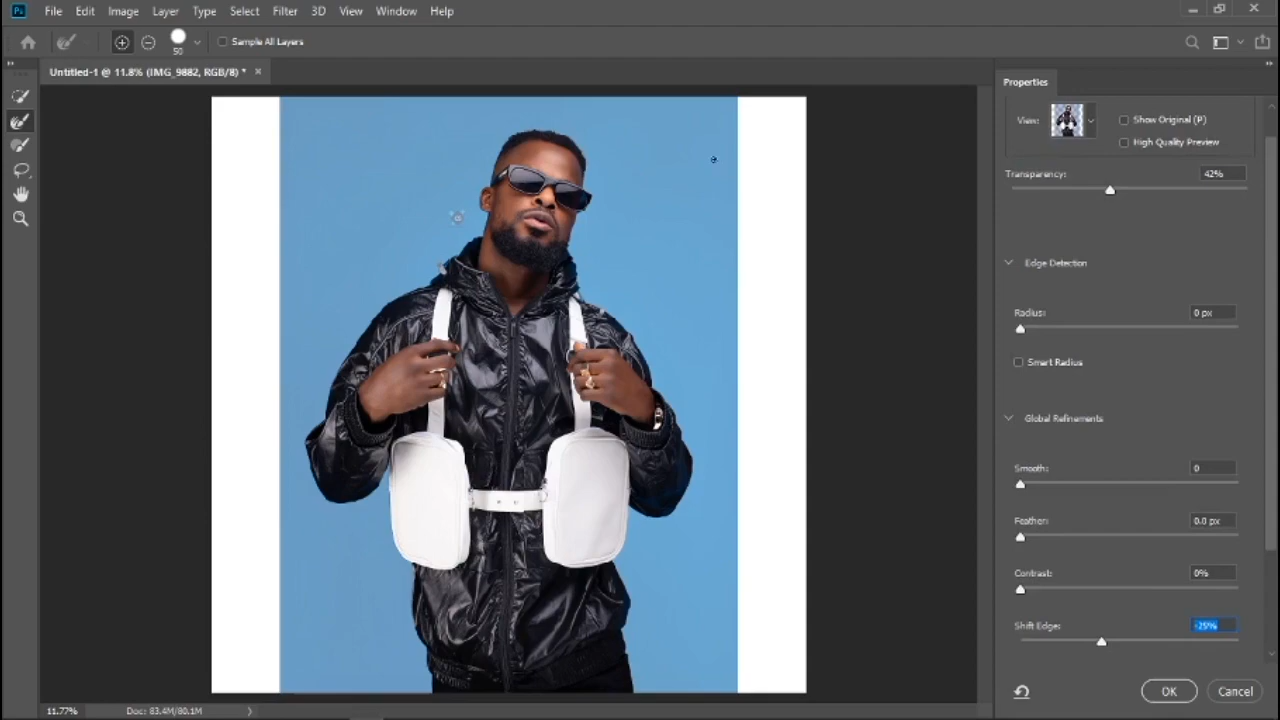 Ps File Edit Image Layer Type Select Filter 3D View Window Help
50 Sample All Layers
Untitled-1 @ 11.8% (IMG_9882, RGB/8) *
Properties
View:
Show Original (P)
High Quality Preview
Transparency: 42%
Edge Detection
Radius: 0 px
Smart Radius
Global Refinements
Smooth: 0
Feather: 0.0 px
Contrast: 0%
Shift Edge: -25%
OK Cancel
11.77% Doc: 83.4M/80.1M